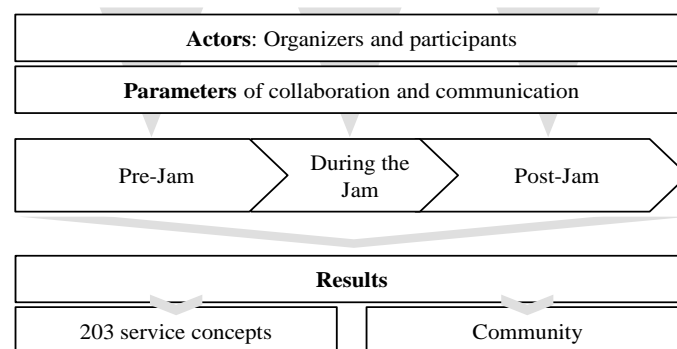 Actors: Organizers and participants
Parameters of collaboration and communication
Pre-Jam
During the
Jam
Post-Jam
Results
203 service concepts
Community